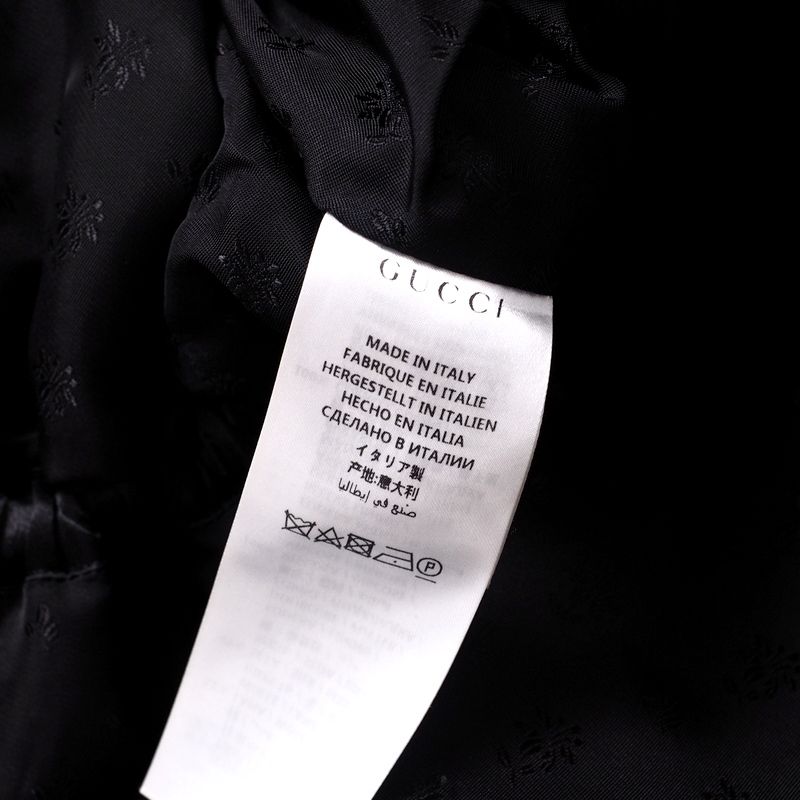 GUCCI
MADE IN ITALY
FABRIQUE EN ITALIE
HERGESTELLT IN ITALIEN
HECHO EN ITALIA
СДЕЛАНО В ИТАЛИИ
イタリア製
产地:意大利
صنع في إيطاليا
P